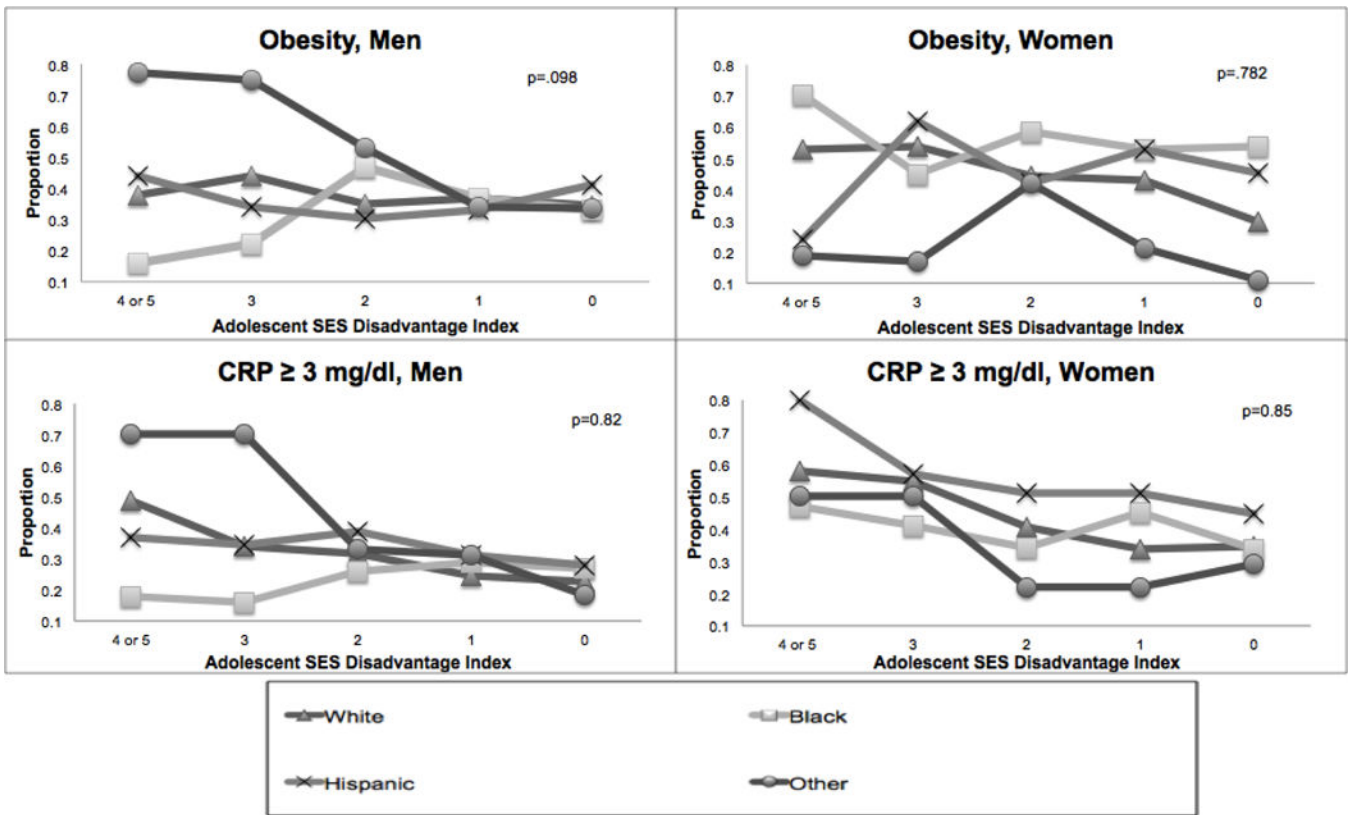 Obesity, Men
p=.098
Proportion
0.8
0.7
0.6
0.5
0.4
0.3
0.2
0.1
4 or 5 3 2 1 0
Adolescent SES Disadvantage Index
Obesity, Women
p=.782
Proportion
0.8
0.7
0.6
0.5
0.4
0.3
0.2
0.1
4 or 5 3 2 1 0
Adolescent SES Disadvantage Index
CRP ≥ 3 mg/dl, Men
p=0.82
Proportion
0.8
0.7
0.6
0.5
0.4
0.3
0.2
0.1
4 or 5 3 2 1 0
Adolescent SES Disadvantage Index
CRP ≥ 3 mg/dl, Women
p=0.85
Proportion
0.8
0.7
0.6
0.5
0.4
0.3
0.2
0.1
4 or 5 3 2 1 0
Adolescent SES Disadvantage Index
White Black
Hispanic Other